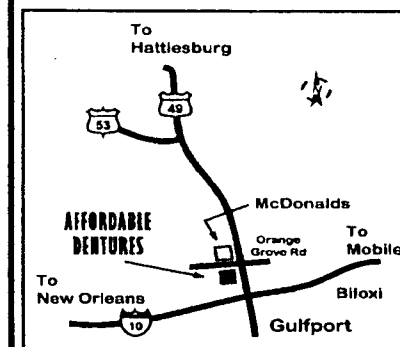 To
Hattiesburg
N
49
53
McDonalds
AFFORDABLE
DENTURES
Orange
Grove Rd
To
Mobile
To
New Orleans
Biloxi
10
Gulfport